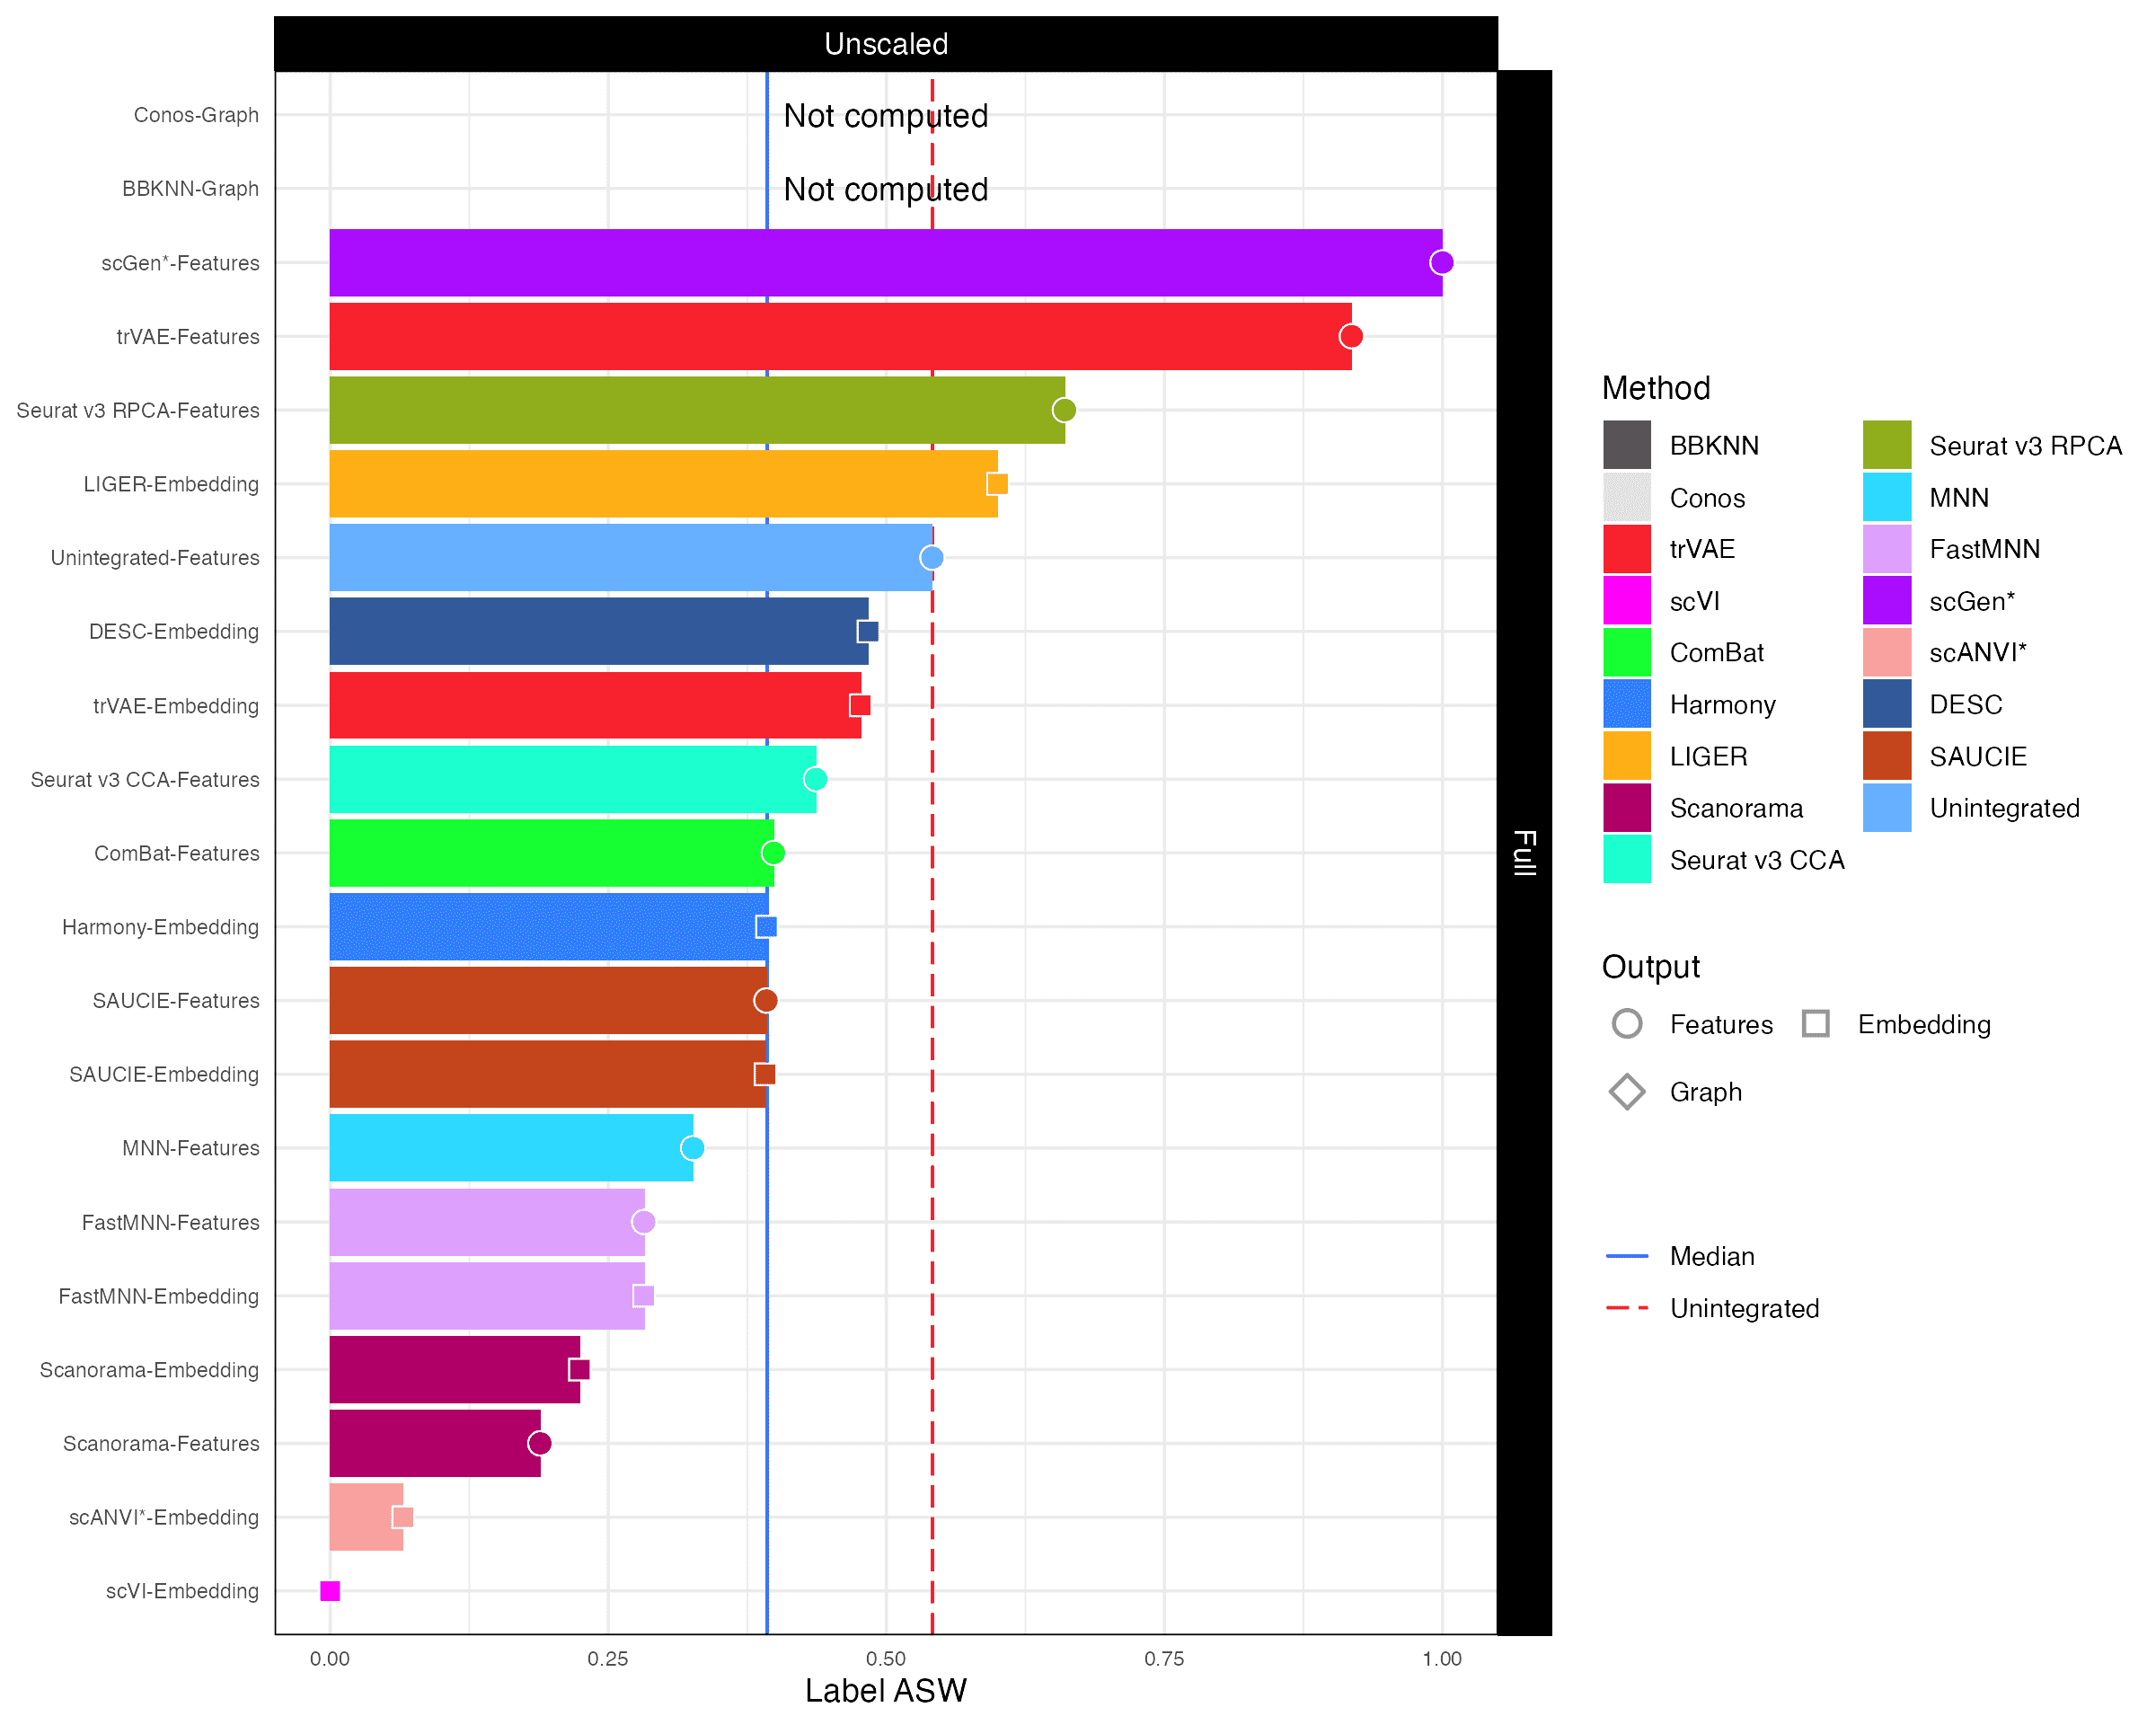 Unscaled
Conos-Graph
Not computed
BBKNN-Graph
Not computed
scGen*-Features
trVAE-Features
Seurat v3 RPCA-Features
LIGER-Embedding
Unintegrated-Features
DESC-Embedding
trVAE-Embedding
Seurat v3 CCA-Features
ComBat-Features
Harmony-Embedding
SAUCIE-Features
SAUCIE-Embedding
MNN-Features
FastMNN-Features
FastMNN-Embedding
Scanorama-Embedding
Scanorama-Features
scANVI*-Embedding
scVI-Embedding
0.00 0.25 0.50 0.75 1.00
Label ASW
Full
Method
BBKNN
Conos
trVAE
scVI
ComBat
Harmony
LIGER
Scanorama
Seurat v3 CCA
Seurat v3 RPCA
MNN
FastMNN
scGen*
scANVI*
DESC
SAUCIE
Unintegrated
Output
Features Embedding
Graph
Median
Unintegrated